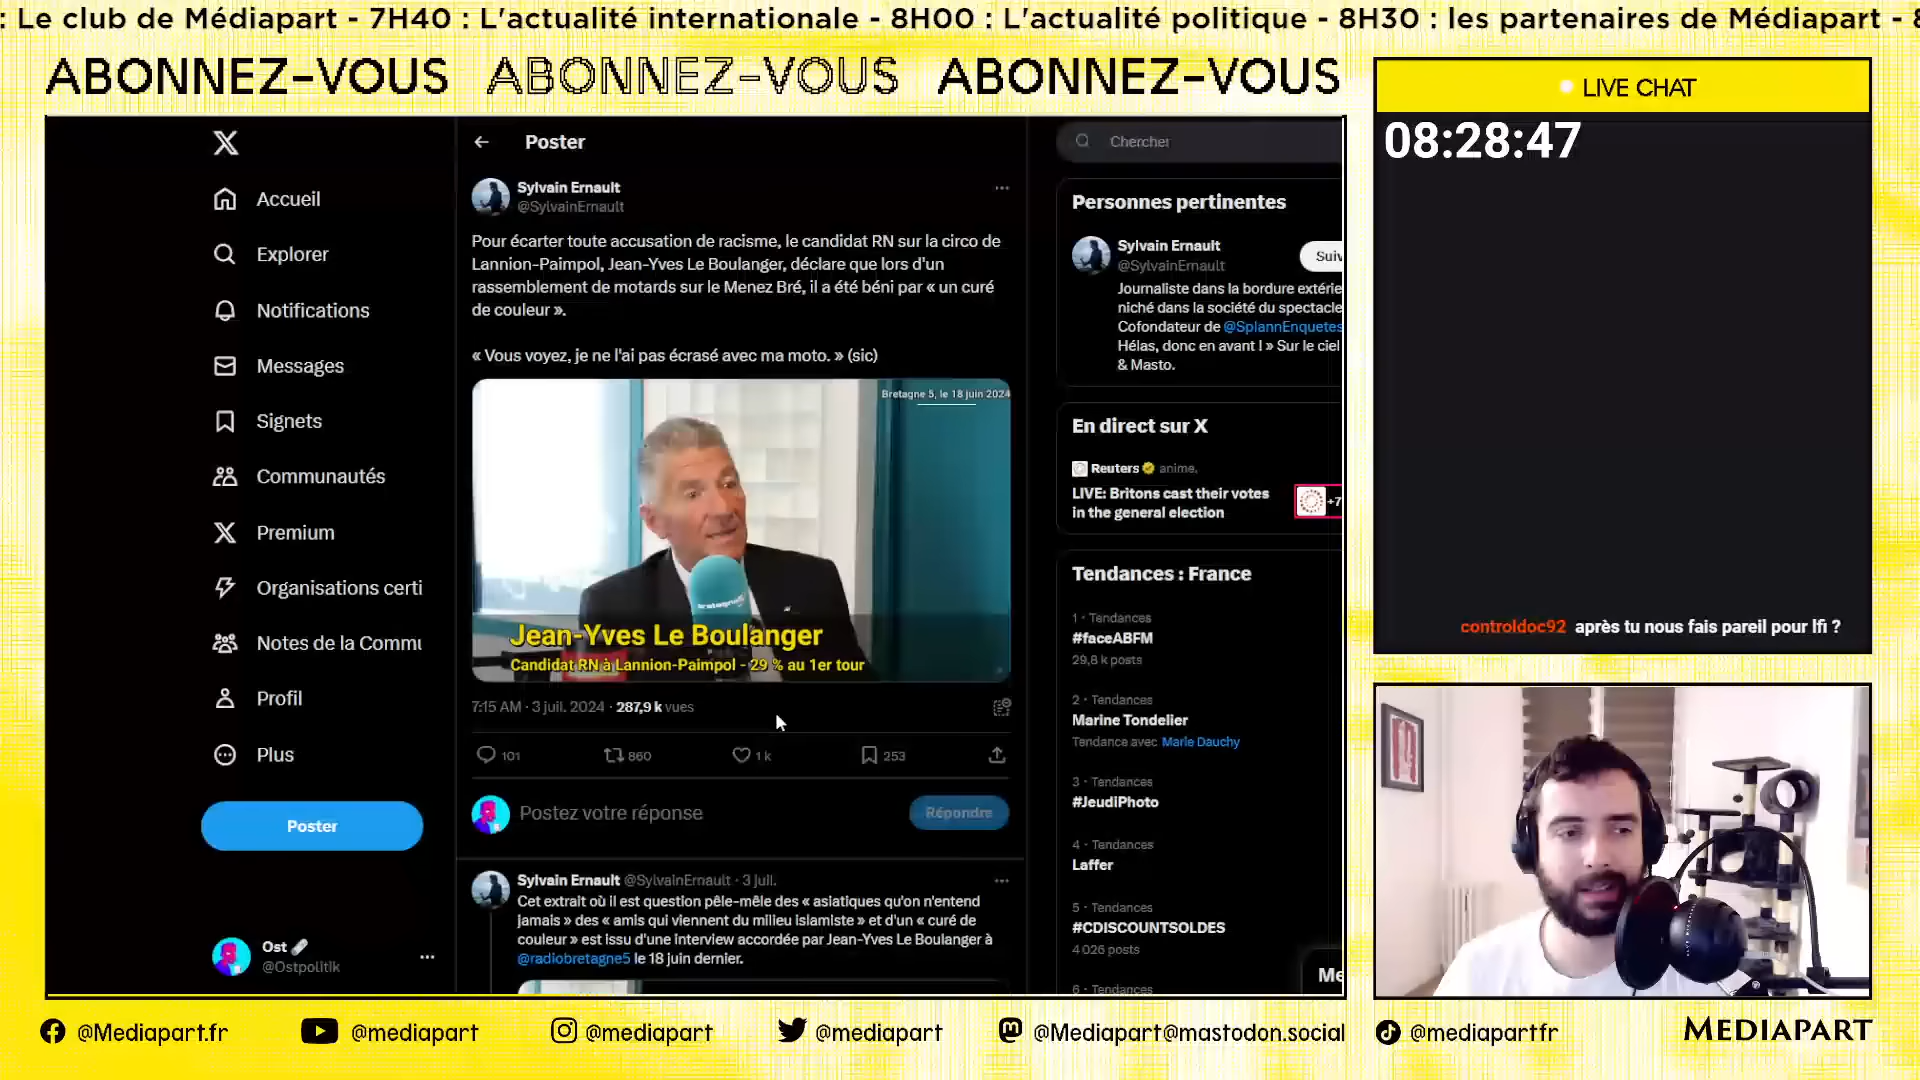 : Le club de Médiapart - 7H40 : L'actualité internationale - 8H00 : L'actualité politique - 8H30 : les partenaires de Médiapart - 8
ABONNEZ-VOUS ABONNEZ-VOUS ABONNEZ-VOUS
X
Accueil
Explorer
Notifications
Messages
Signets
Communautés
Premium
Organisations certi
Notes de la Commu
Profil
Plus
Poster
Ost
@Ostpolitik
Poster
Sylvain Ernault
@SylvainErnault
Pour écarter toute accusation de racisme, le candidat RN sur la circo de
Lannion-Paimpol, Jean-Yves Le Boulanger, déclare que lors d'un
rassemblement de motards sur le Menez Bré, il a été béni par « un curé
de couleur ».
« Vous voyez, je ne l'ai pas écrasé avec ma moto. » (sic)
Bretagne 5, le 18 juin 2024
Jean-Yves Le Boulanger
Candidat RN à Lannion-Paimpol - 29 % au 1er tour
7:15 AM · 3 juil. 2024 · 287,9 k vues
101 860 1 k 253
Postez votre réponse
Répondre
Sylvain Ernault @SylvainErnault · 3 juil.
Cet extrait où il est question pêle-mêle des « asiatiques qu'on n'entend
jamais » des « amis qui viennent du milieu islamiste » et d'un « curé de
couleur » est issu d'une interview accordée par Jean-Yves Le Boulanger à
@radiobretagne5 le 18 juin dernier.
Chercher
Personnes pertinentes
Sylvain Ernault
@SylvainErnault
Suiv
Journaliste dans la bordure extérie
niché dans la société du spectacle
Cofondateur de @SplannEnquetes
Hélas, donc en avant ! » Sur le ciel
& Masto.
En direct sur X
Reuters anime.
LIVE: Britons cast their votes
in the general election
+7
Tendances : France
1 · Tendances
#faceABFM
29,8 k posts
2 · Tendances
Marine Tondelier
Tendance avec Marie Dauchy
3 · Tendances
#JeudiPhoto
4 · Tendances
Laffer
5 · Tendances
#CDISCOUNTSOLDES
4 026 posts
6 · Tendances
Me
LIVE CHAT
08:28:47
controldoc92 après tu nous fais pareil pour lfi ?
@Mediapart.fr
@mediapart
@mediapart
@mediapart
@Mediapart@mastodon.social
@mediapartfr
MEDIAPART